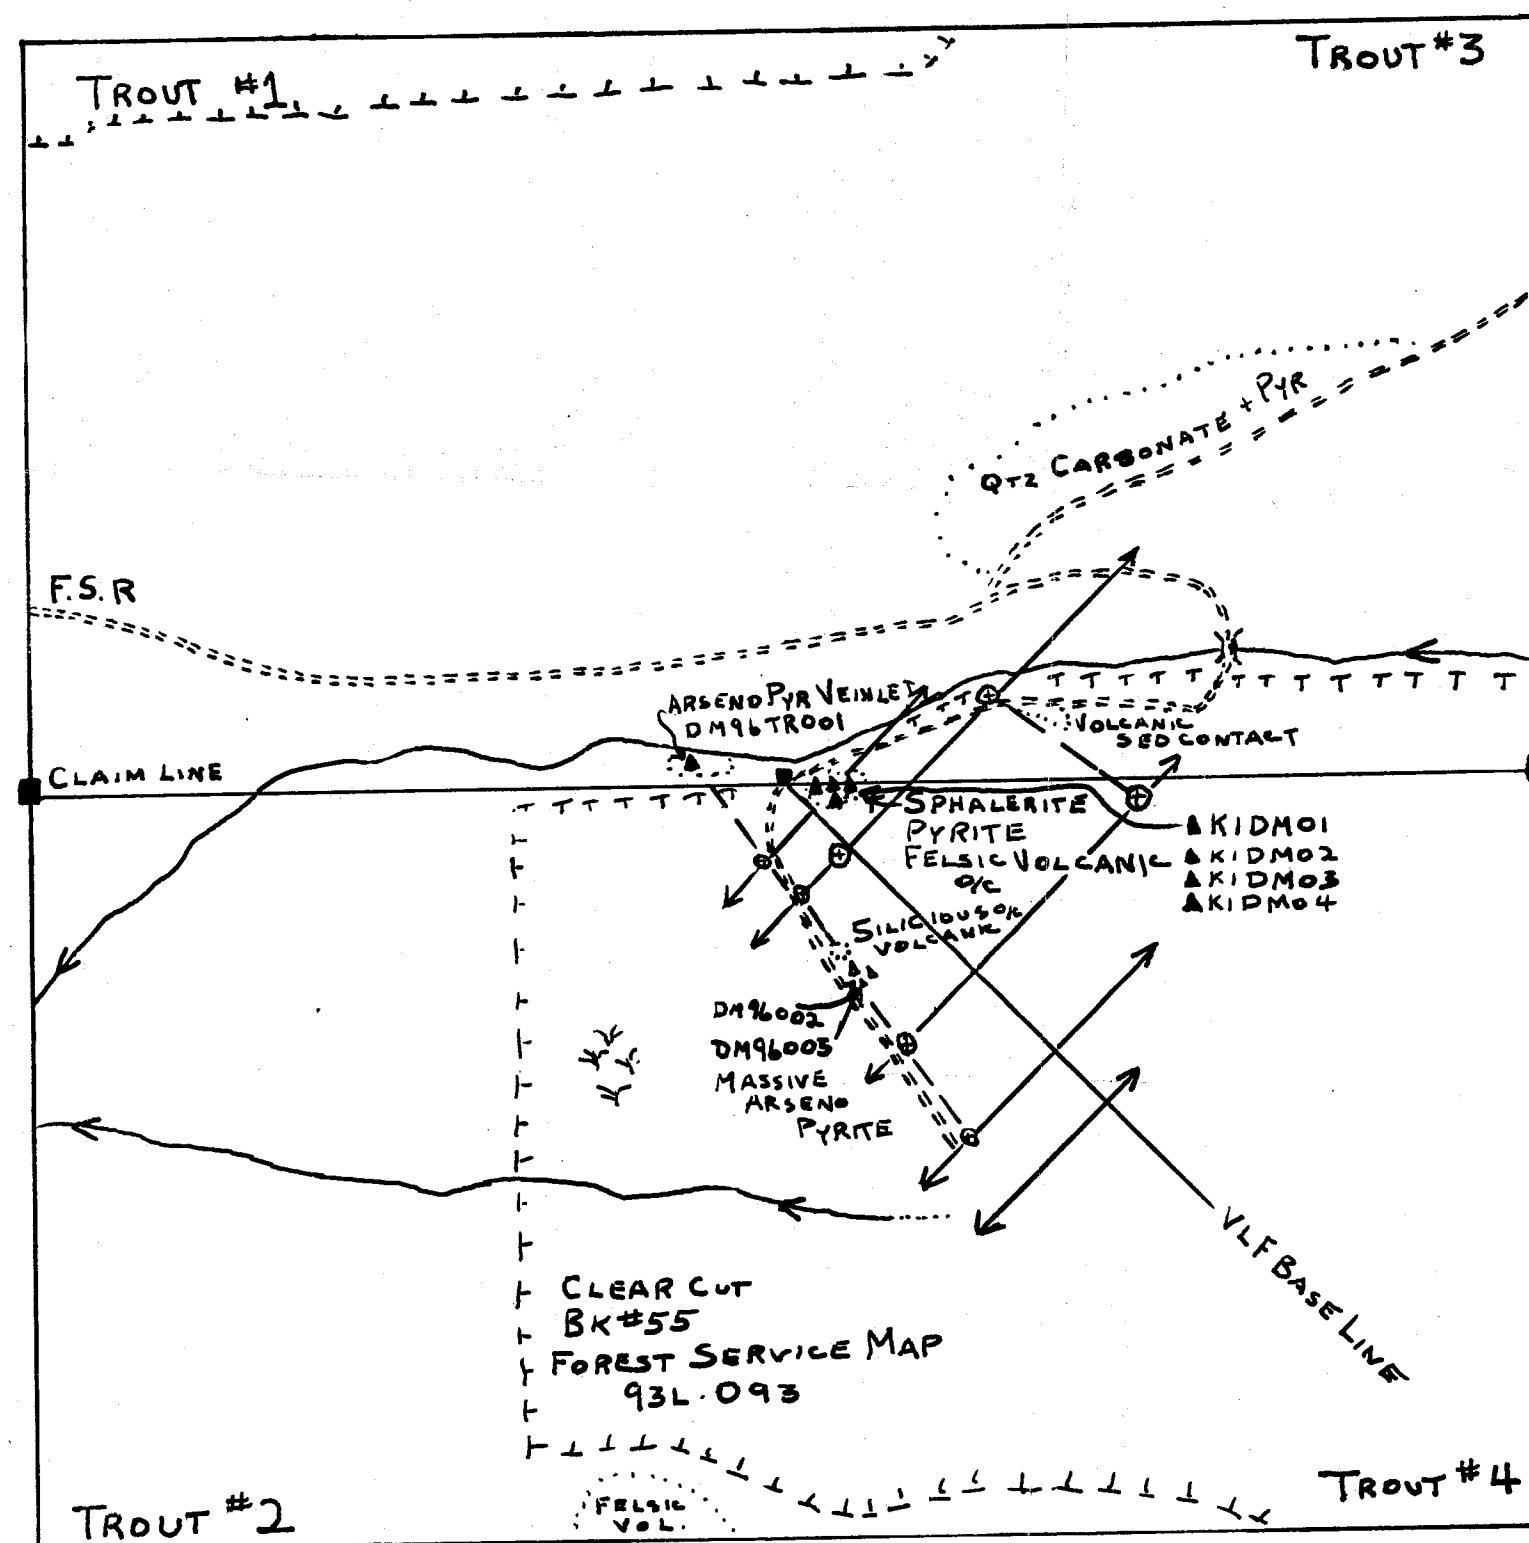 TROUT #1
TROUT #3
QTZ CARBONATE + PYR
F.S.R
ARSENO PYR VEINLET
DM96TR001
VOLCANIC
SED CONTACT
CLAIM LINE
SPHALERITE
PYRITE
FELSIC VOLCANIC
O/C
KIDM01
KIDM02
KIDM03
KIDM04
SILICIOUS O/C
VOLCANIC
DM96002
DM96003
MASSIVE
ARSENO
PYRITE
VLF BASE LINE
CLEAR CUT
BK #55
FOREST SERVICE MAP
93L.093
TROUT #2
FELSIC
VOL.
TROUT #4